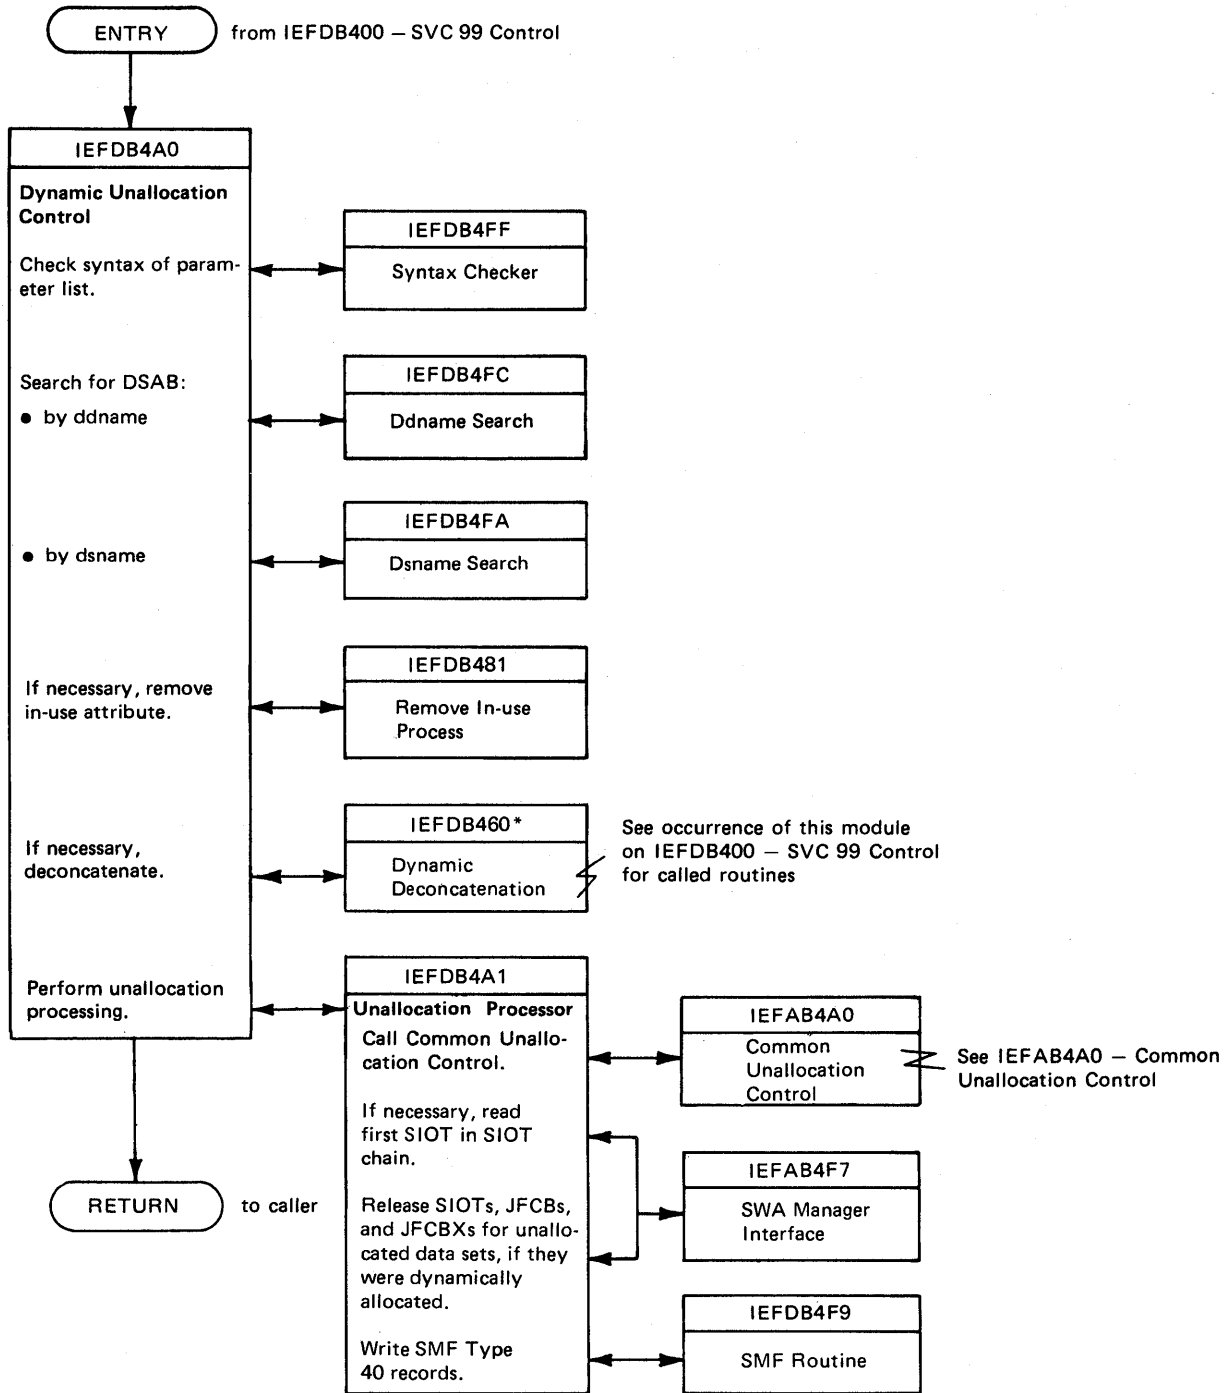 ENTRY from IEFDB400 – SVC 99 Control
IEFDB4A0
Dynamic Unallocation
Control
Check syntax of param-
eter list.
IEFDB4FF
Syntax Checker
Search for DSAB:
• by ddname
IEFDB4FC
Ddname Search
• by dsname
IEFDB4FA
Dsname Search
If necessary, remove
in-use attribute.
IEFDB481
Remove In-use
Process
If necessary,
deconcatenate.
IEFDB460*
Dynamic
Deconcatenation
See occurrence of this module
on IEFDB400 – SVC 99 Control
for called routines
Perform unallocation
processing.
IEFDB4A1
Unallocation Processor
Call Common Unallo-
cation Control.
If necessary, read
first SIOT in SIOT
chain.
Release SIOTs, JFCBs,
and JFCBXs for unallo-
cated data sets, if they
were dynamically
allocated.
Write SMF Type
40 records.
IEFAB4A0
Common
Unallocation
Control
See IEFAB4A0 – Common
Unallocation Control
IEFAB4F7
SWA Manager
Interface
IEFDB4F9
SMF Routine
RETURN to caller